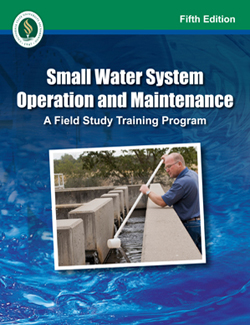 Fifth Edition
Small Water System
Operation and Maintenance
A Field Study Training Program